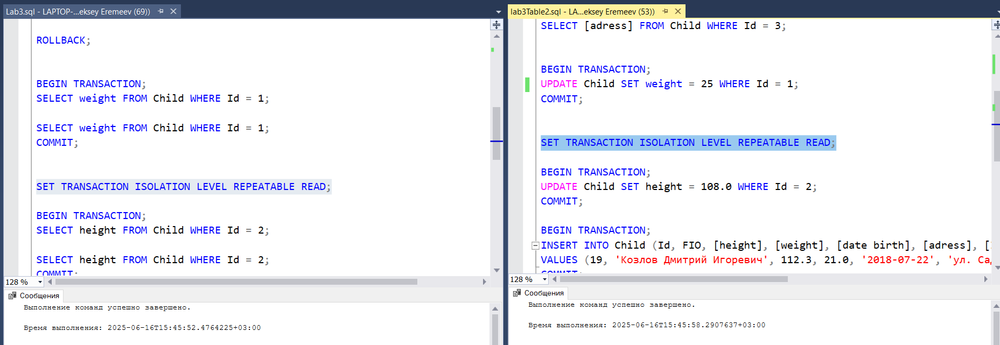 Lab3.sql - LAPTOP-...eksey Eremeev (69))
ROLLBACK;
BEGIN TRANSACTION;
SELECT weight FROM Child WHERE Id = 1;
SELECT weight FROM Child WHERE Id = 1;
COMMIT;
SET TRANSACTION ISOLATION LEVEL REPEATABLE READ;
BEGIN TRANSACTION;
SELECT height FROM Child WHERE Id = 2;
SELECT height FROM Child WHERE Id = 2;
COMMIT;
128 %
Сообщения
Выполнение команд успешно завершено.
Время выполнения: 2025-06-16T15:45:52.4764225+03:00
lab3Table2.sql - LA...eksey Eremeev (53))
SELECT [adress] FROM Child WHERE Id = 3;
BEGIN TRANSACTION;
UPDATE Child SET weight = 25 WHERE Id = 1;
COMMIT;
SET TRANSACTION ISOLATION LEVEL REPEATABLE READ;
BEGIN TRANSACTION;
UPDATE Child SET height = 108.0 WHERE Id = 2;
COMMIT;
BEGIN TRANSACTION;
INSERT INTO Child (Id, FIO, [height], [weight], [date birth], [adress], [
VALUES (19, 'Козлов Дмитрий Игоревич', 112.3, 21.0, '2018-07-22', 'ул. Сад
COMMIT;
128 %
Сообщения
Выполнение команд успешно завершено.
Время выполнения: 2025-06-16T15:45:58.2907637+03:00